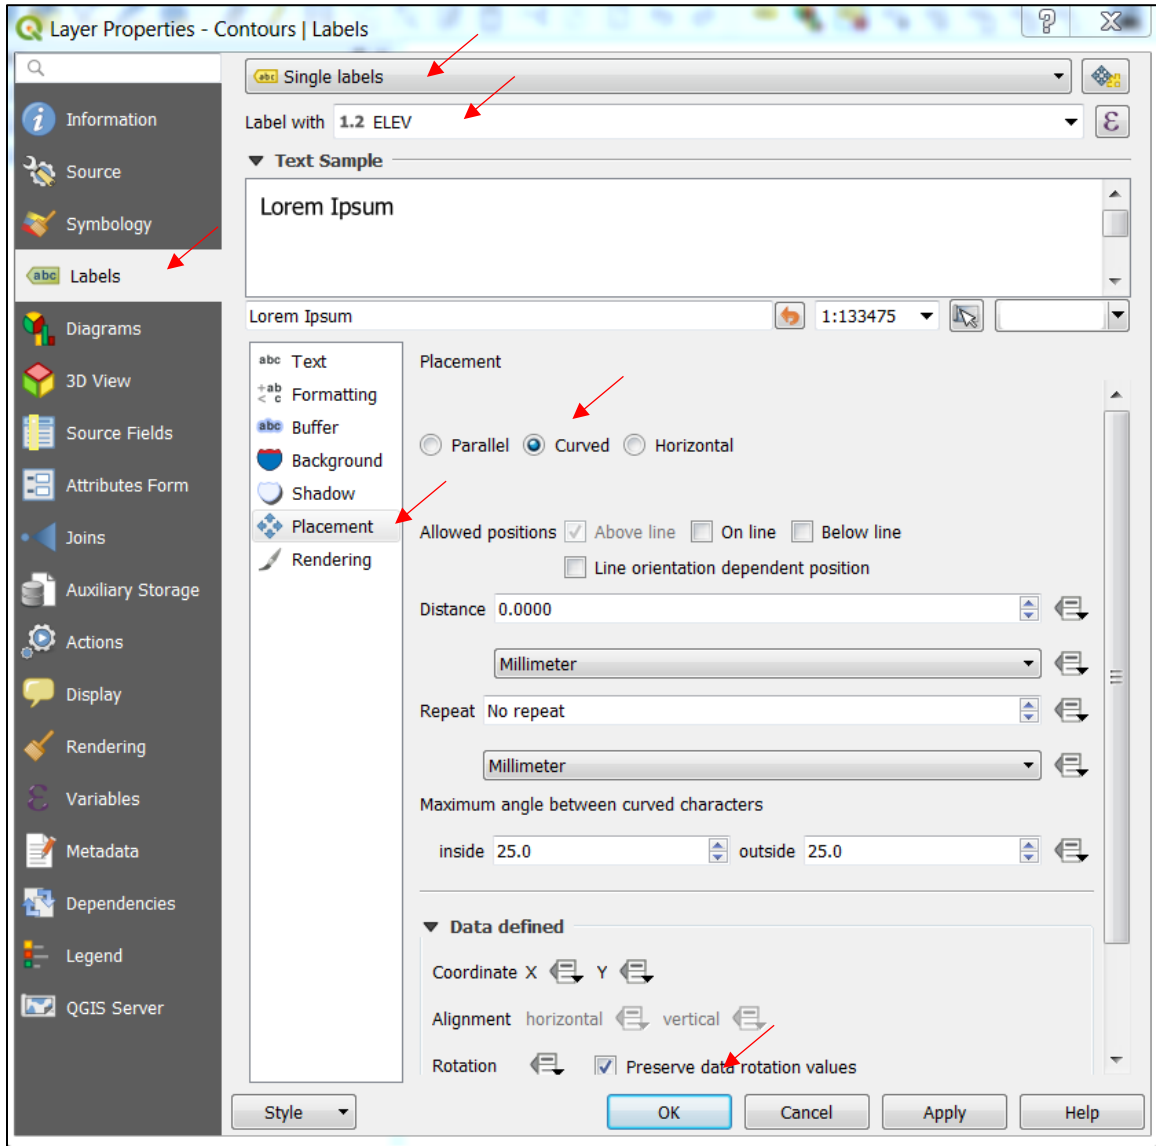 Layer Properties - Contours | Labels
Information
Source
Symbology
abc Labels
Diagrams
3D View
Source Fields
Attributes Form
Joins
Auxiliary Storage
Actions
Display
Rendering
Variables
Metadata
Dependencies
Legend
QGIS Server
abc Single labels
Label with 1.2 ELEV
Text Sample
Lorem Ipsum
Lorem Ipsum 1:133475
abc Text
+ab < c Formatting
abc Buffer
Background
Shadow
Placement
Rendering
Placement
Parallel Curved Horizontal
Allowed positions Above line On line Below line
Line orientation dependent position
Distance 0.0000
Millimeter
Repeat No repeat
Millimeter
Maximum angle between curved characters
inside 25.0 outside 25.0
Data defined
Coordinate X Y
Alignment horizontal vertical
Rotation Preserve data rotation values
Style OK Cancel Apply Help